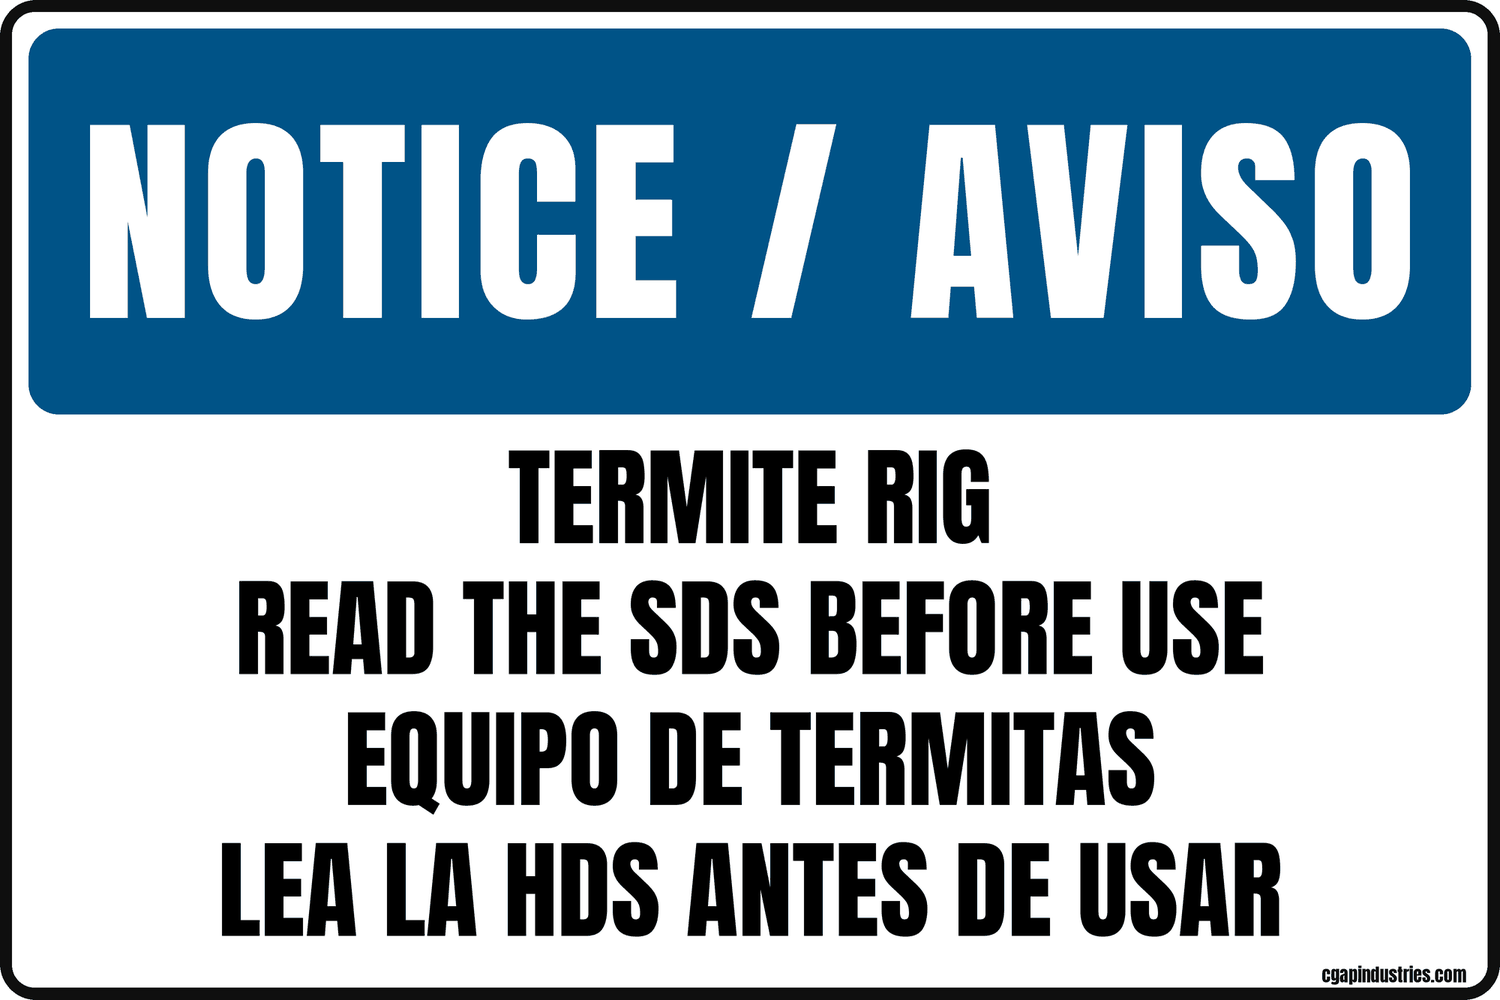 NOTICE / AVISO
TERMITE RIG
READ THE SDS BEFORE USE
EQUIPO DE TERMITAS
LEA LA HDS ANTES DE USAR
cgapindustries.com